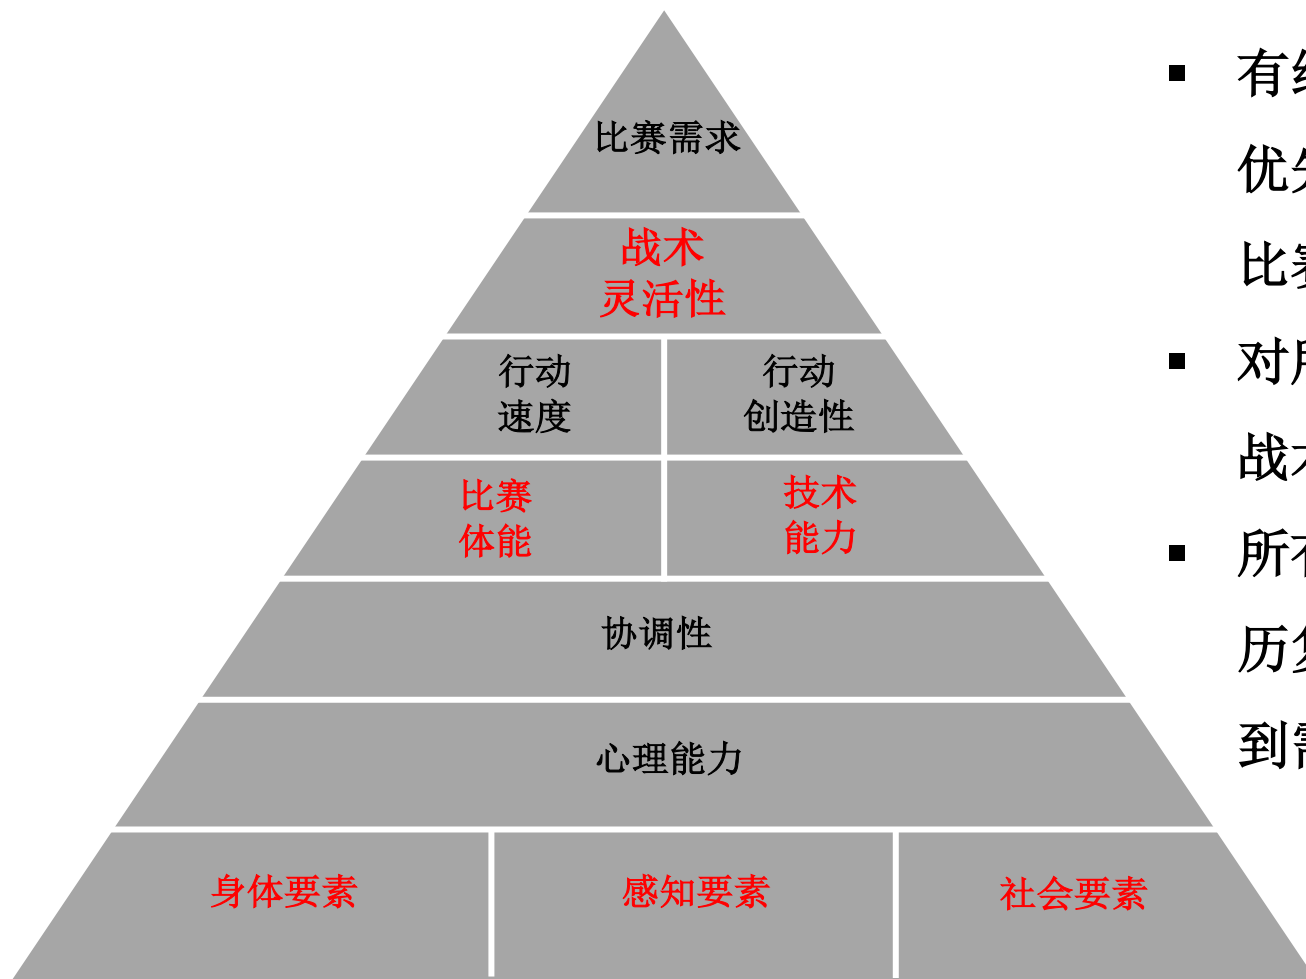 比赛需求
战术
灵活性
行动
速度
行动
创造性
比赛
体能
技术
能力
协调性
心理能力
身体要素
感知要素
社会要素
▪ 有
优
比
▪ 对
战
▪ 所
历
到